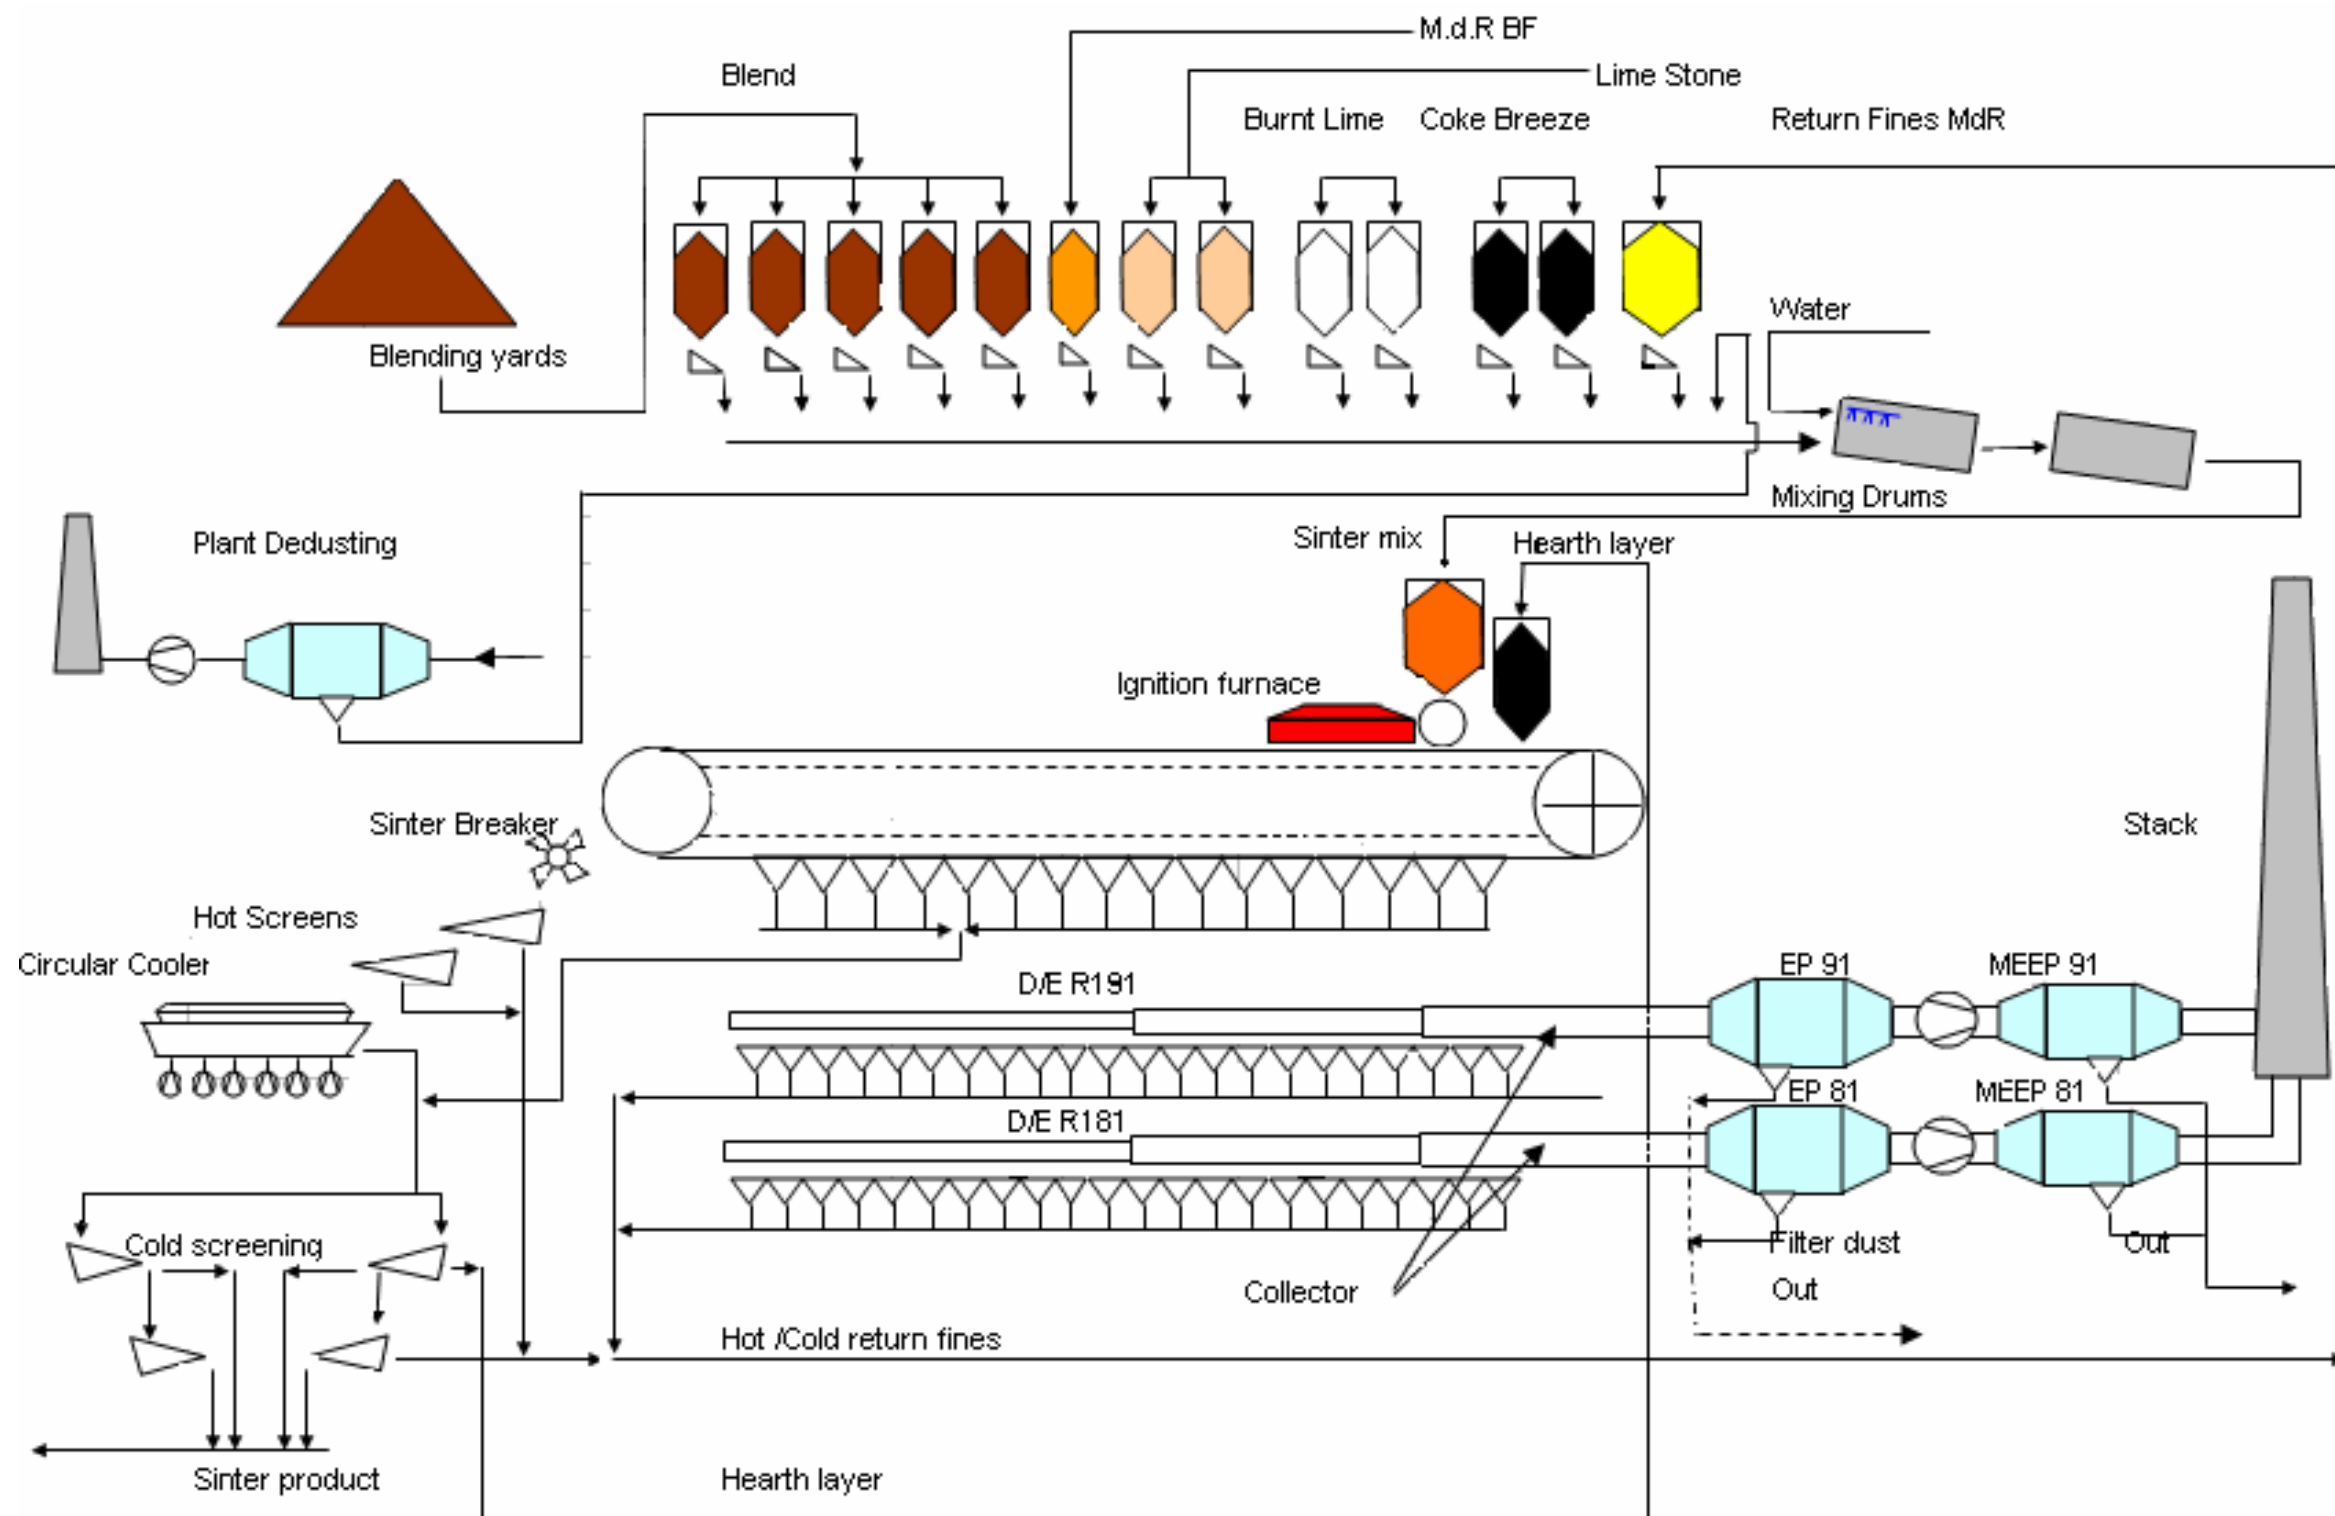 M.d.R BF
Blend
Lime Stone
Burnt Lime
Coke Breeze
Return Fines MdR
Water
Blending yards
Mixing Drums
Plant Dedusting
Sinter mix
Hearth layer
Ignition furnace
Sinter Breaker
Stack
Hot Screens
Circular Cooler
D/E R191
EP 91
MEEP 91
EP 81
MEEP 81
D/E R181
Cold screening
Filter dust
Out
Collector
Out
Hot /Cold return fines
Sinter product
Hearth layer